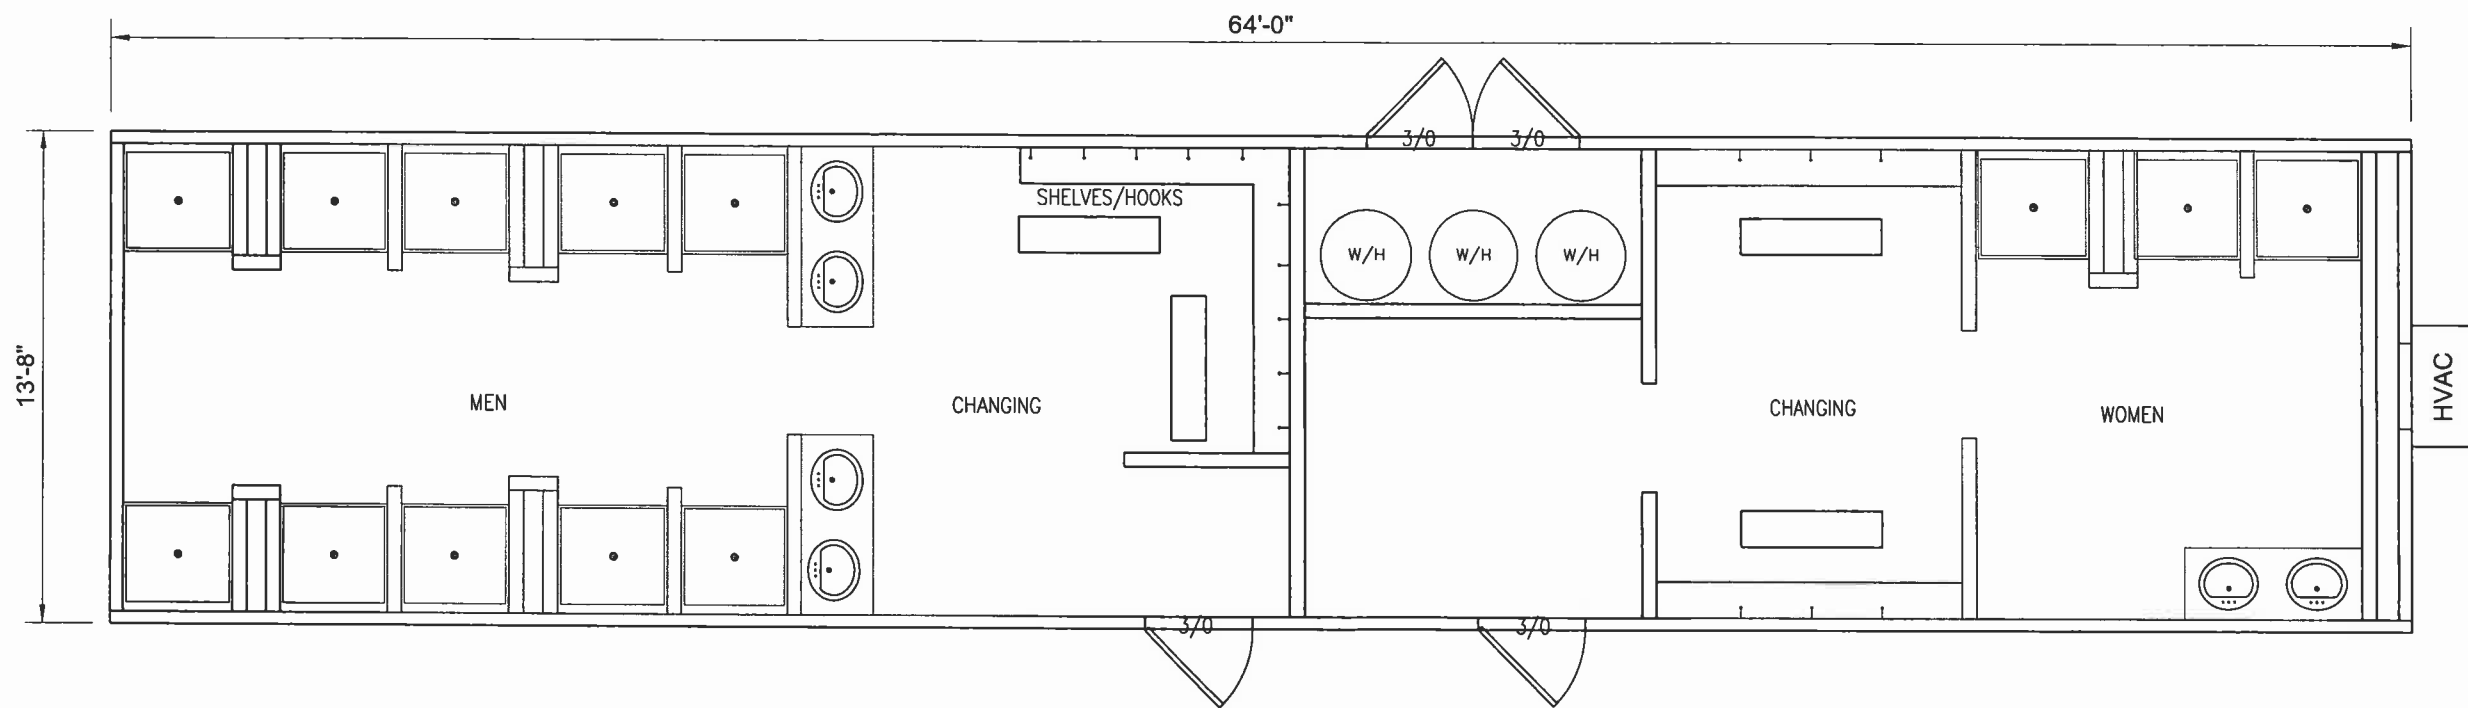 64'-0"
3/0
3/0
SHELVES/HOOKS
W/H
W/H
W/H
13'-8"
MEN
CHANGING
CHANGING
WOMEN
HVAC
3/0
3/0